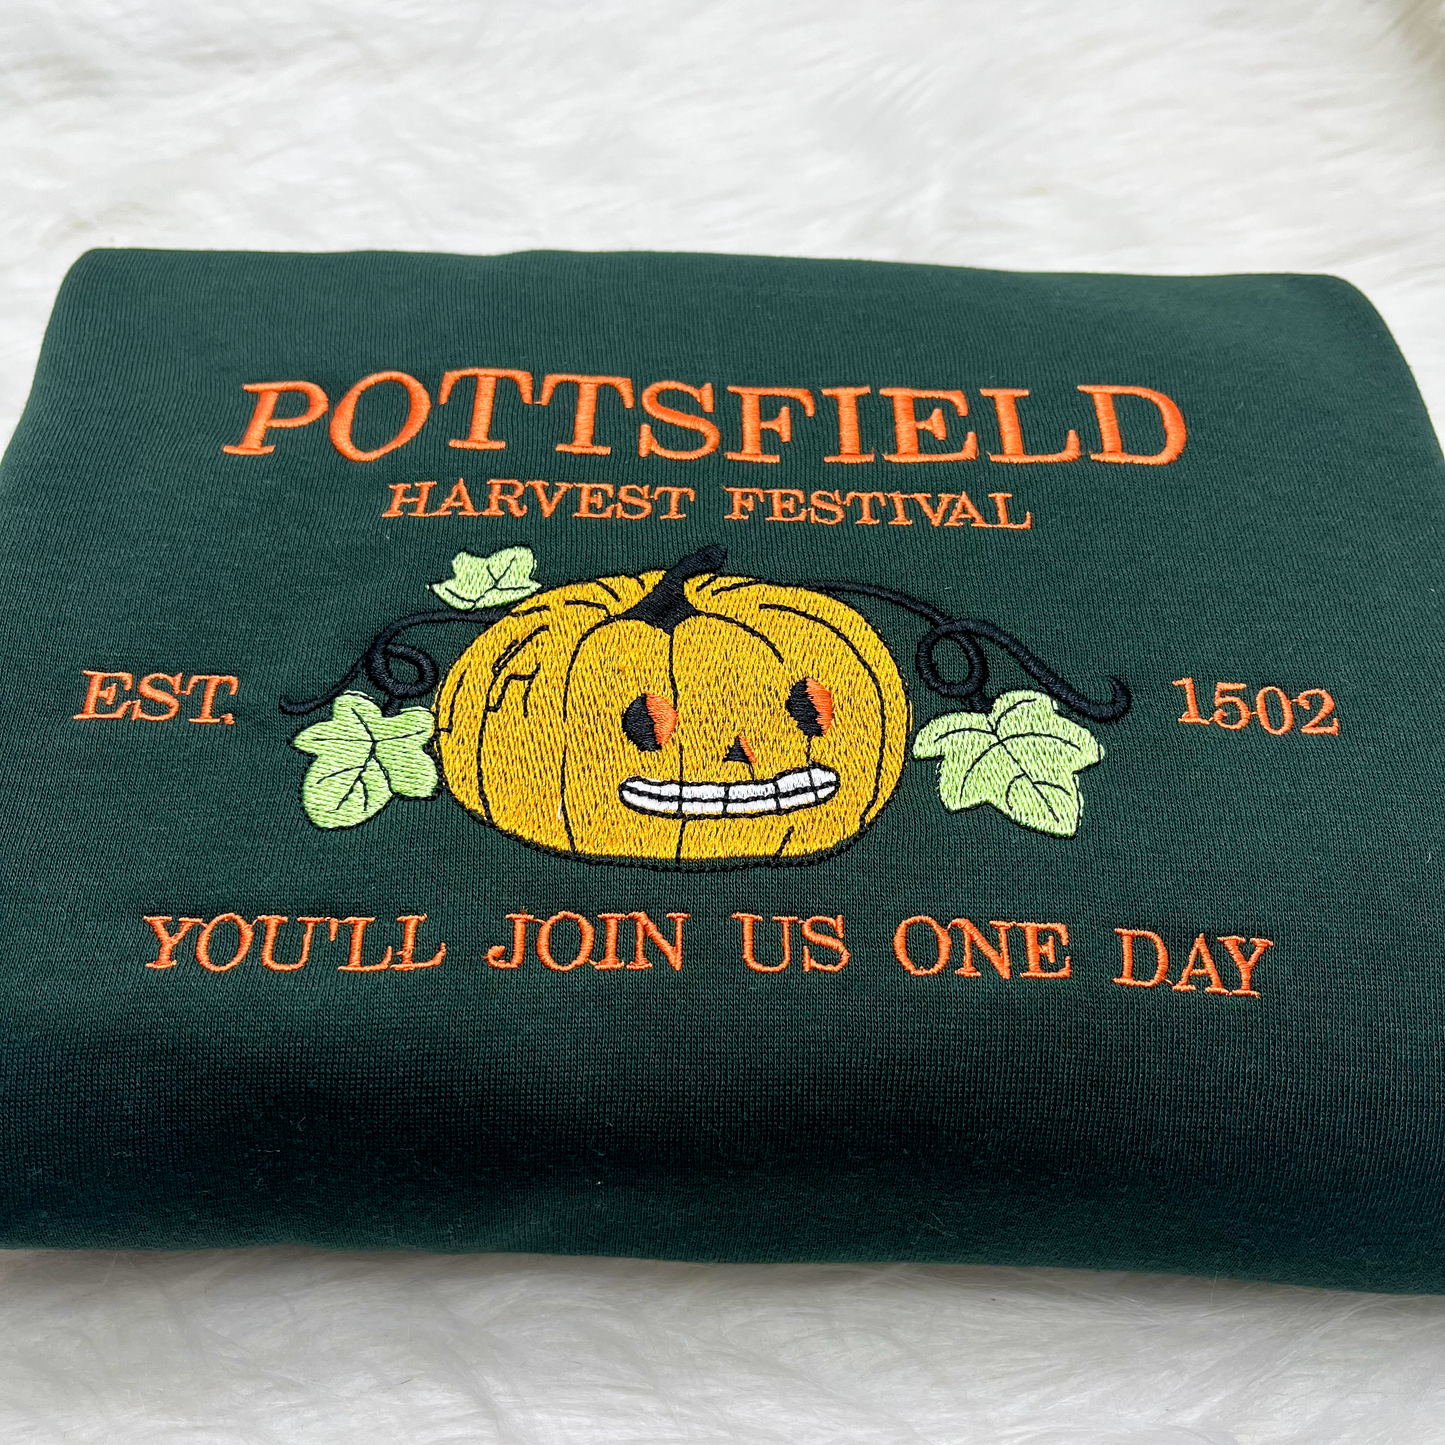 POTTSFIELD
HARVEST FESTIVAL
EST. 1502
YOU'LL JOIN US ONE DAY